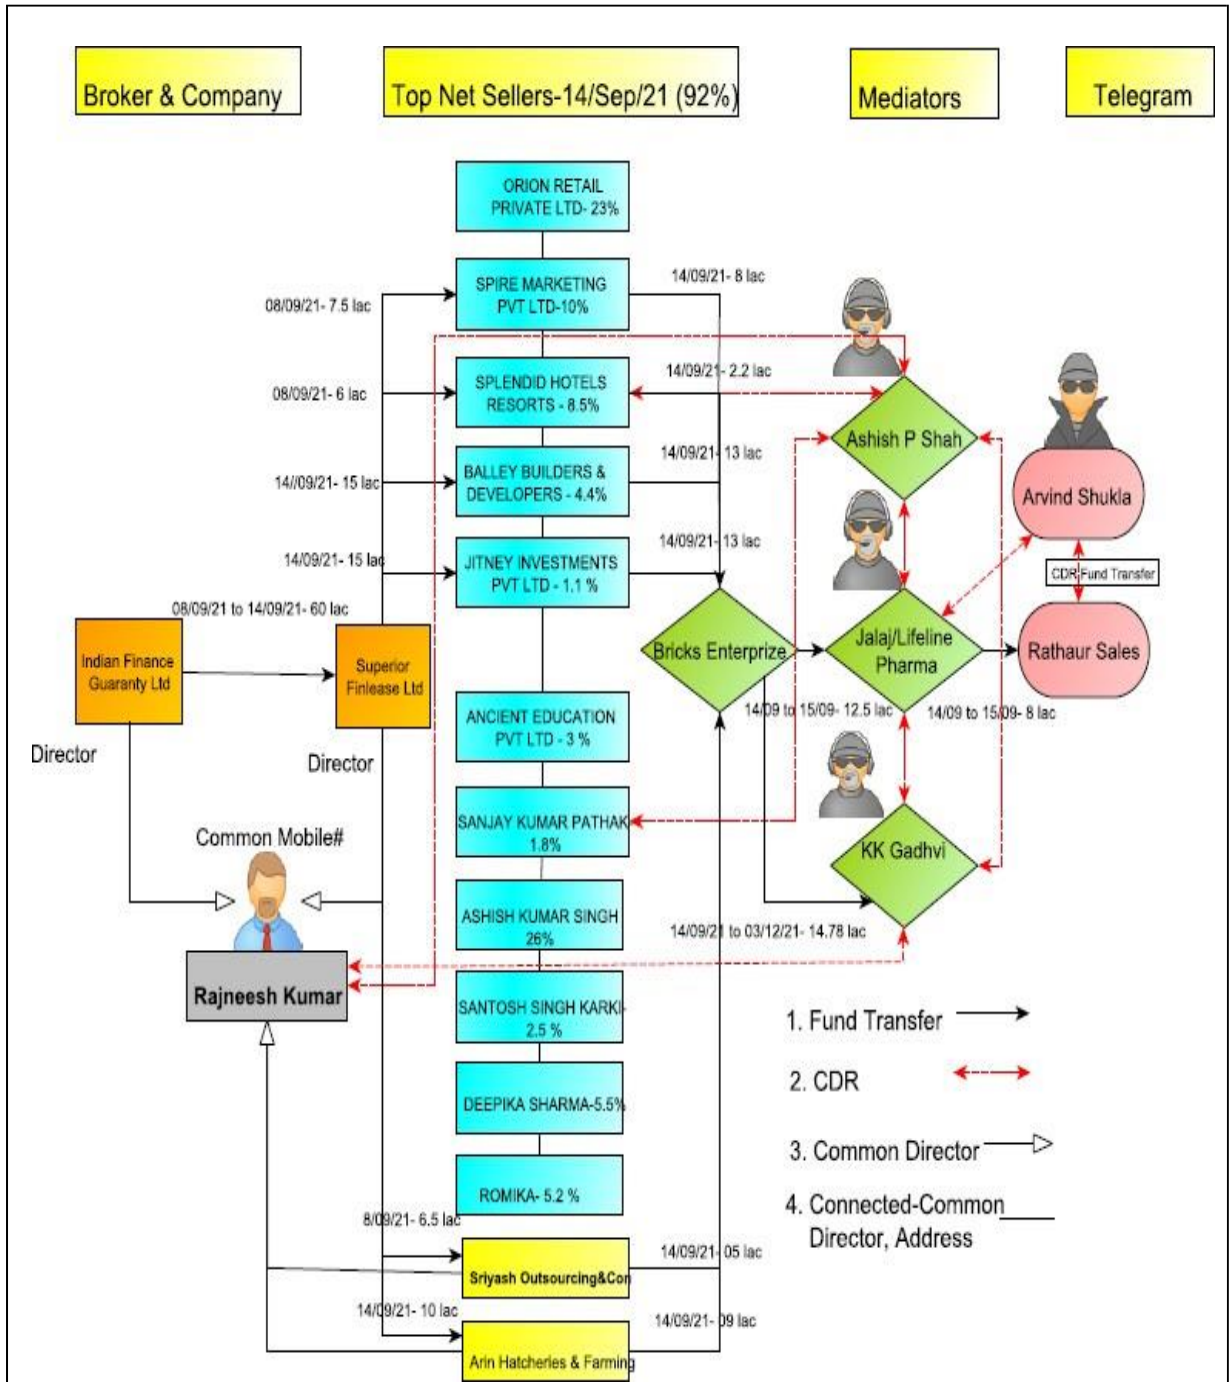 Broker & Company
Top Net Sellers-14/Sep/21 (92%)
Mediators
Telegram
ORION RETAIL
PRIVATE LTD- 23%
SPIRE MARKETING
PVT LTD-10%
14/09/21- 8 lac
08/09/21- 7.5 lac
SPLENDID HOTELS
RESORTS - 8.5%
14/09/21- 2.2 lac
08/09/21- 6 lac
Ashish P Shah
BALLEY BUILDERS &
DEVELOPERS - 4.4%
14/09/21- 13 lac
14//09/21- 15 lac
Arvind Shukla
JITNEY INVESTMENTS
PVT LTD - 1.1 %
14/09/21- 13 lac
14/09/21- 15 lac
CDR,Fund Transfer
08/09/21 to 14/09/21- 60 lac
Indian Finance
Guaranty Ltd
Superior
Finlease Ltd
Bricks Enterprize
Jalaj/Lifeline
Pharma
Rathaur Sales
14/09 to 15/09- 12.5 lac
14/09 to 15/09- 8 lac
ANCIENT EDUCATION
PVT LTD - 3 %
Director
Director
SANJAY KUMAR PATHAK
1.8%
Common Mobile#
KK Gadhvi
ASHISH KUMAR SINGH
26%
14/09/21 to 03/12/21- 14.78 lac
Rajneesh Kumar
SANTOSH SINGH KARKI-
2.5 %
1. Fund Transfer
2. CDR
DEEPIKA SHARMA-5.5%
3. Common Director
ROMIKA- 5.2 %
4. Connected-Common
Director, Address
8/09/21- 6.5 lac
Sriyash Outsourcing&Con
14/09/21- 05 lac
14/09/21- 10 lac
Arin Hatcheries & Farming
14/09/21- 09 lac